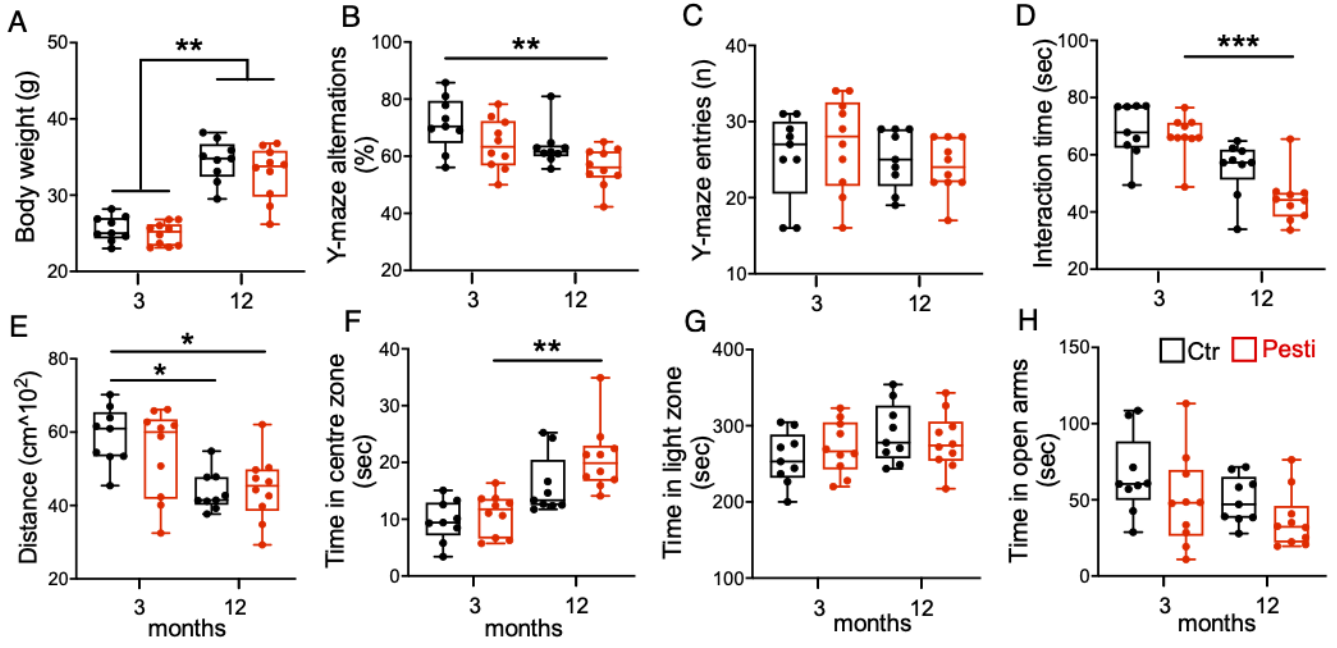 A
Body weight (g)
50
40
30
20
**
3
12
B
Y-maze alternations
(%)
100
80
60
40
20
**
3
12
C
Y-maze entries (n)
40
30
20
10
3
12
D
Interaction time (sec)
100
80
60
40
20
***
3
12
E
Distance (cm^10²)
80
60
40
20
*
*
3
12
months
F
Time in centre zone
(sec)
40
30
20
10
0
**
3
12
months
G
Time in light zone
(sec)
400
300
200
100
3
12
months
H
Time in open arms
(sec)
150
100
50
0
Ctr
Pesti
3
12
months